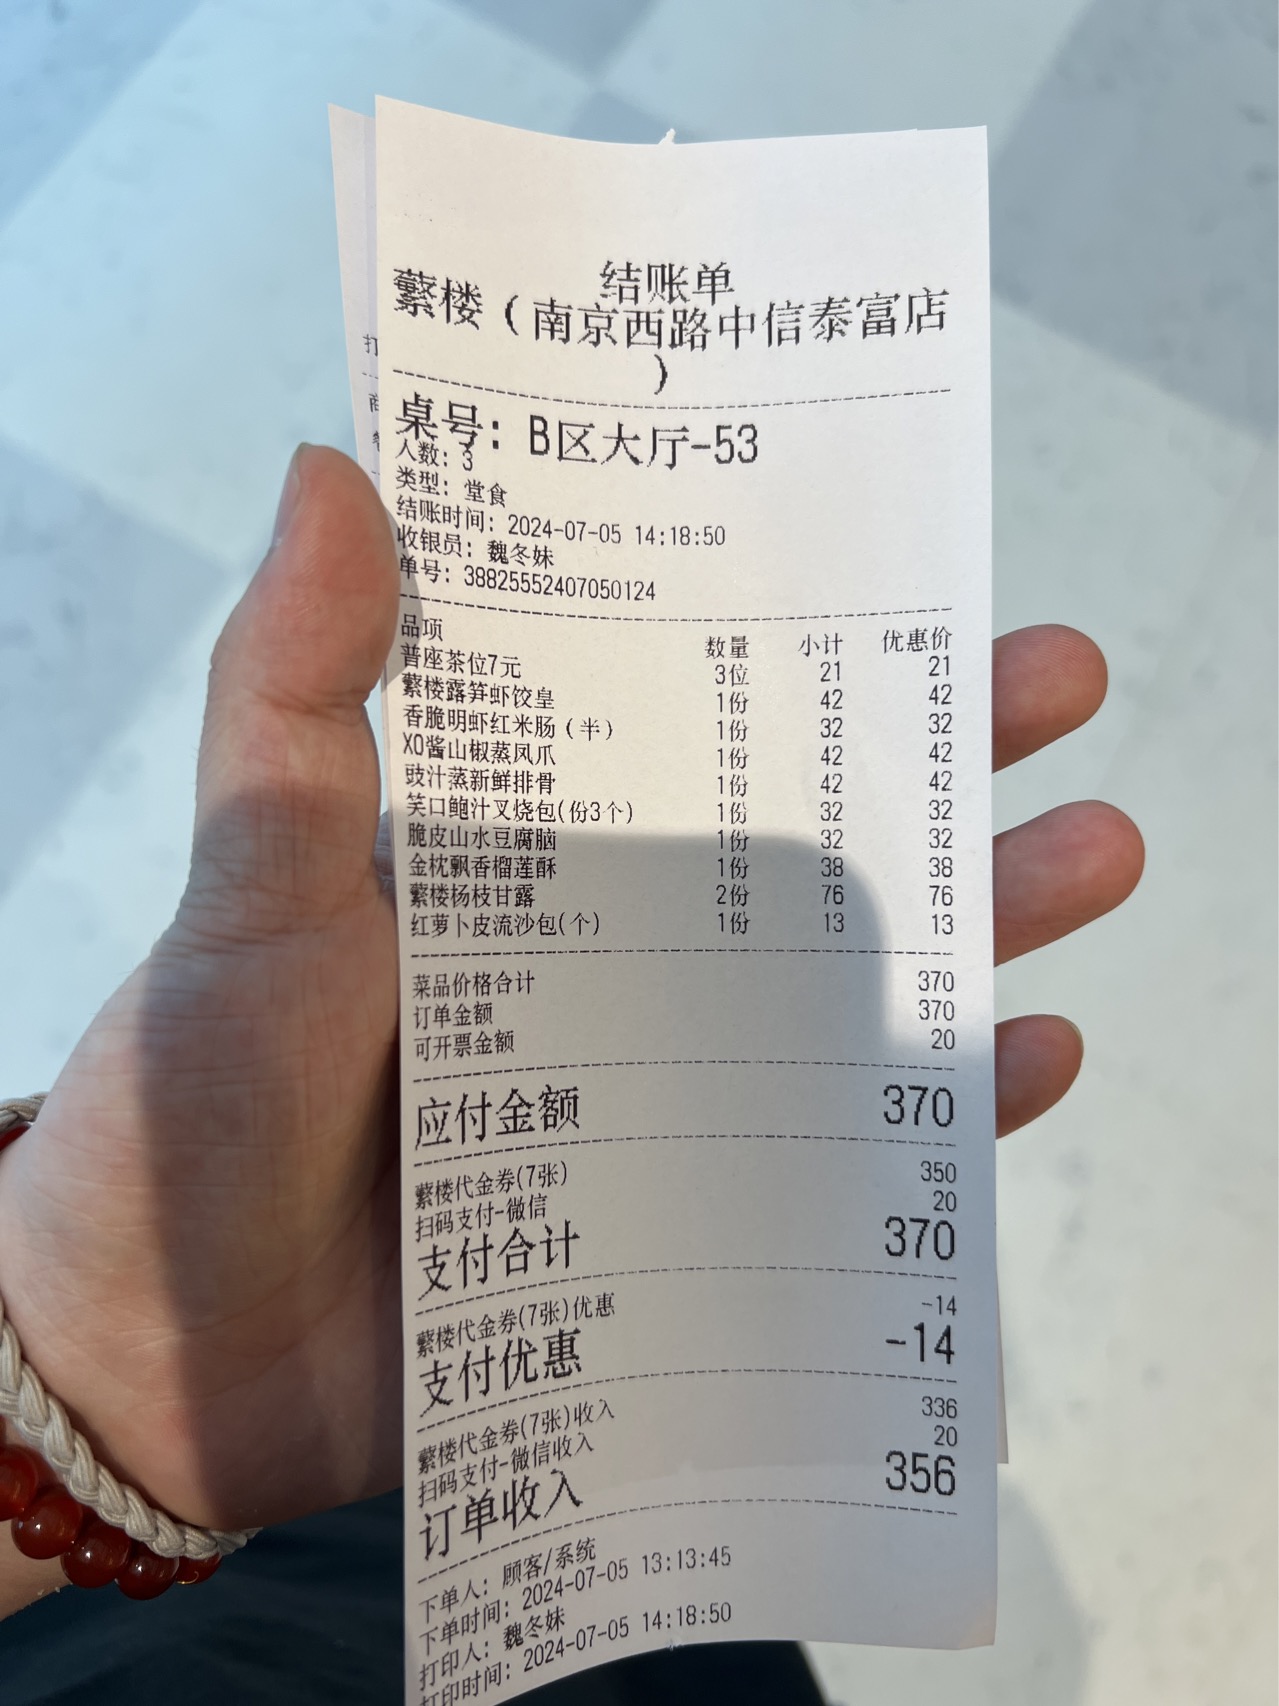 结账单
蘩楼（南京西路中信泰富店
）
桌号：B区大厅-53
人数：3
类型：堂食
结账时间：2024-07-05 14:18:50
收银员：魏冬妹
单号：38825552407050124
品项 数量 小计 优惠价
普座茶位7元 3位 21 21
蘩楼露笋虾饺皇 1份 42 42
香脆明虾红米肠（半） 1份 32 32
XO酱山椒蒸凤爪 1份 42 42
豉汁蒸新鲜排骨 1份 42 42
笑口鲍汁叉烧包(份3个) 1份 32 32
脆皮山水豆腐脑 1份 32 32
金枕飘香榴莲酥 1份 38 38
蘩楼杨枝甘露 2份 76 76
红萝卜皮流沙包(个) 1份 13 13
菜品价格合计 370
订单金额 370
可开票金额 20
应付金额 370
蘩楼代金券(7张) 350
扫码支付-微信 20
支付合计 370
蘩楼代金券(7张)优惠 -14
支付优惠 -14
蘩楼代金券(7张)收入 336
扫码支付-微信收入 20
订单收入 356
下单人：顾客/系统
下单时间：2024-07-05 13:13:45
打印人：魏冬妹
打印时间：2024-07-05 14:18:50